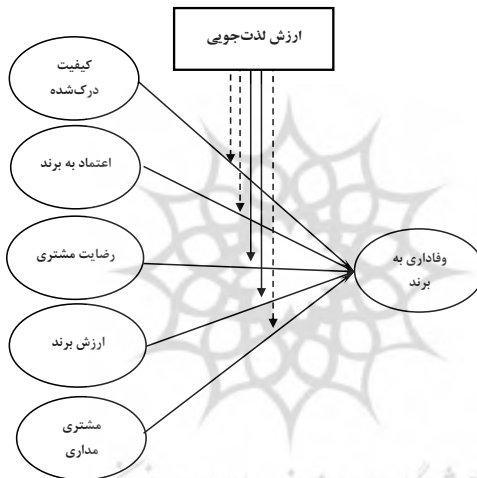 ارزش لذت‌جویی
کیفیت
درک‌شده
اعتماد به برند
رضایت مشتری
وفاداری به
برند
ارزش برند
مشتری
مداری